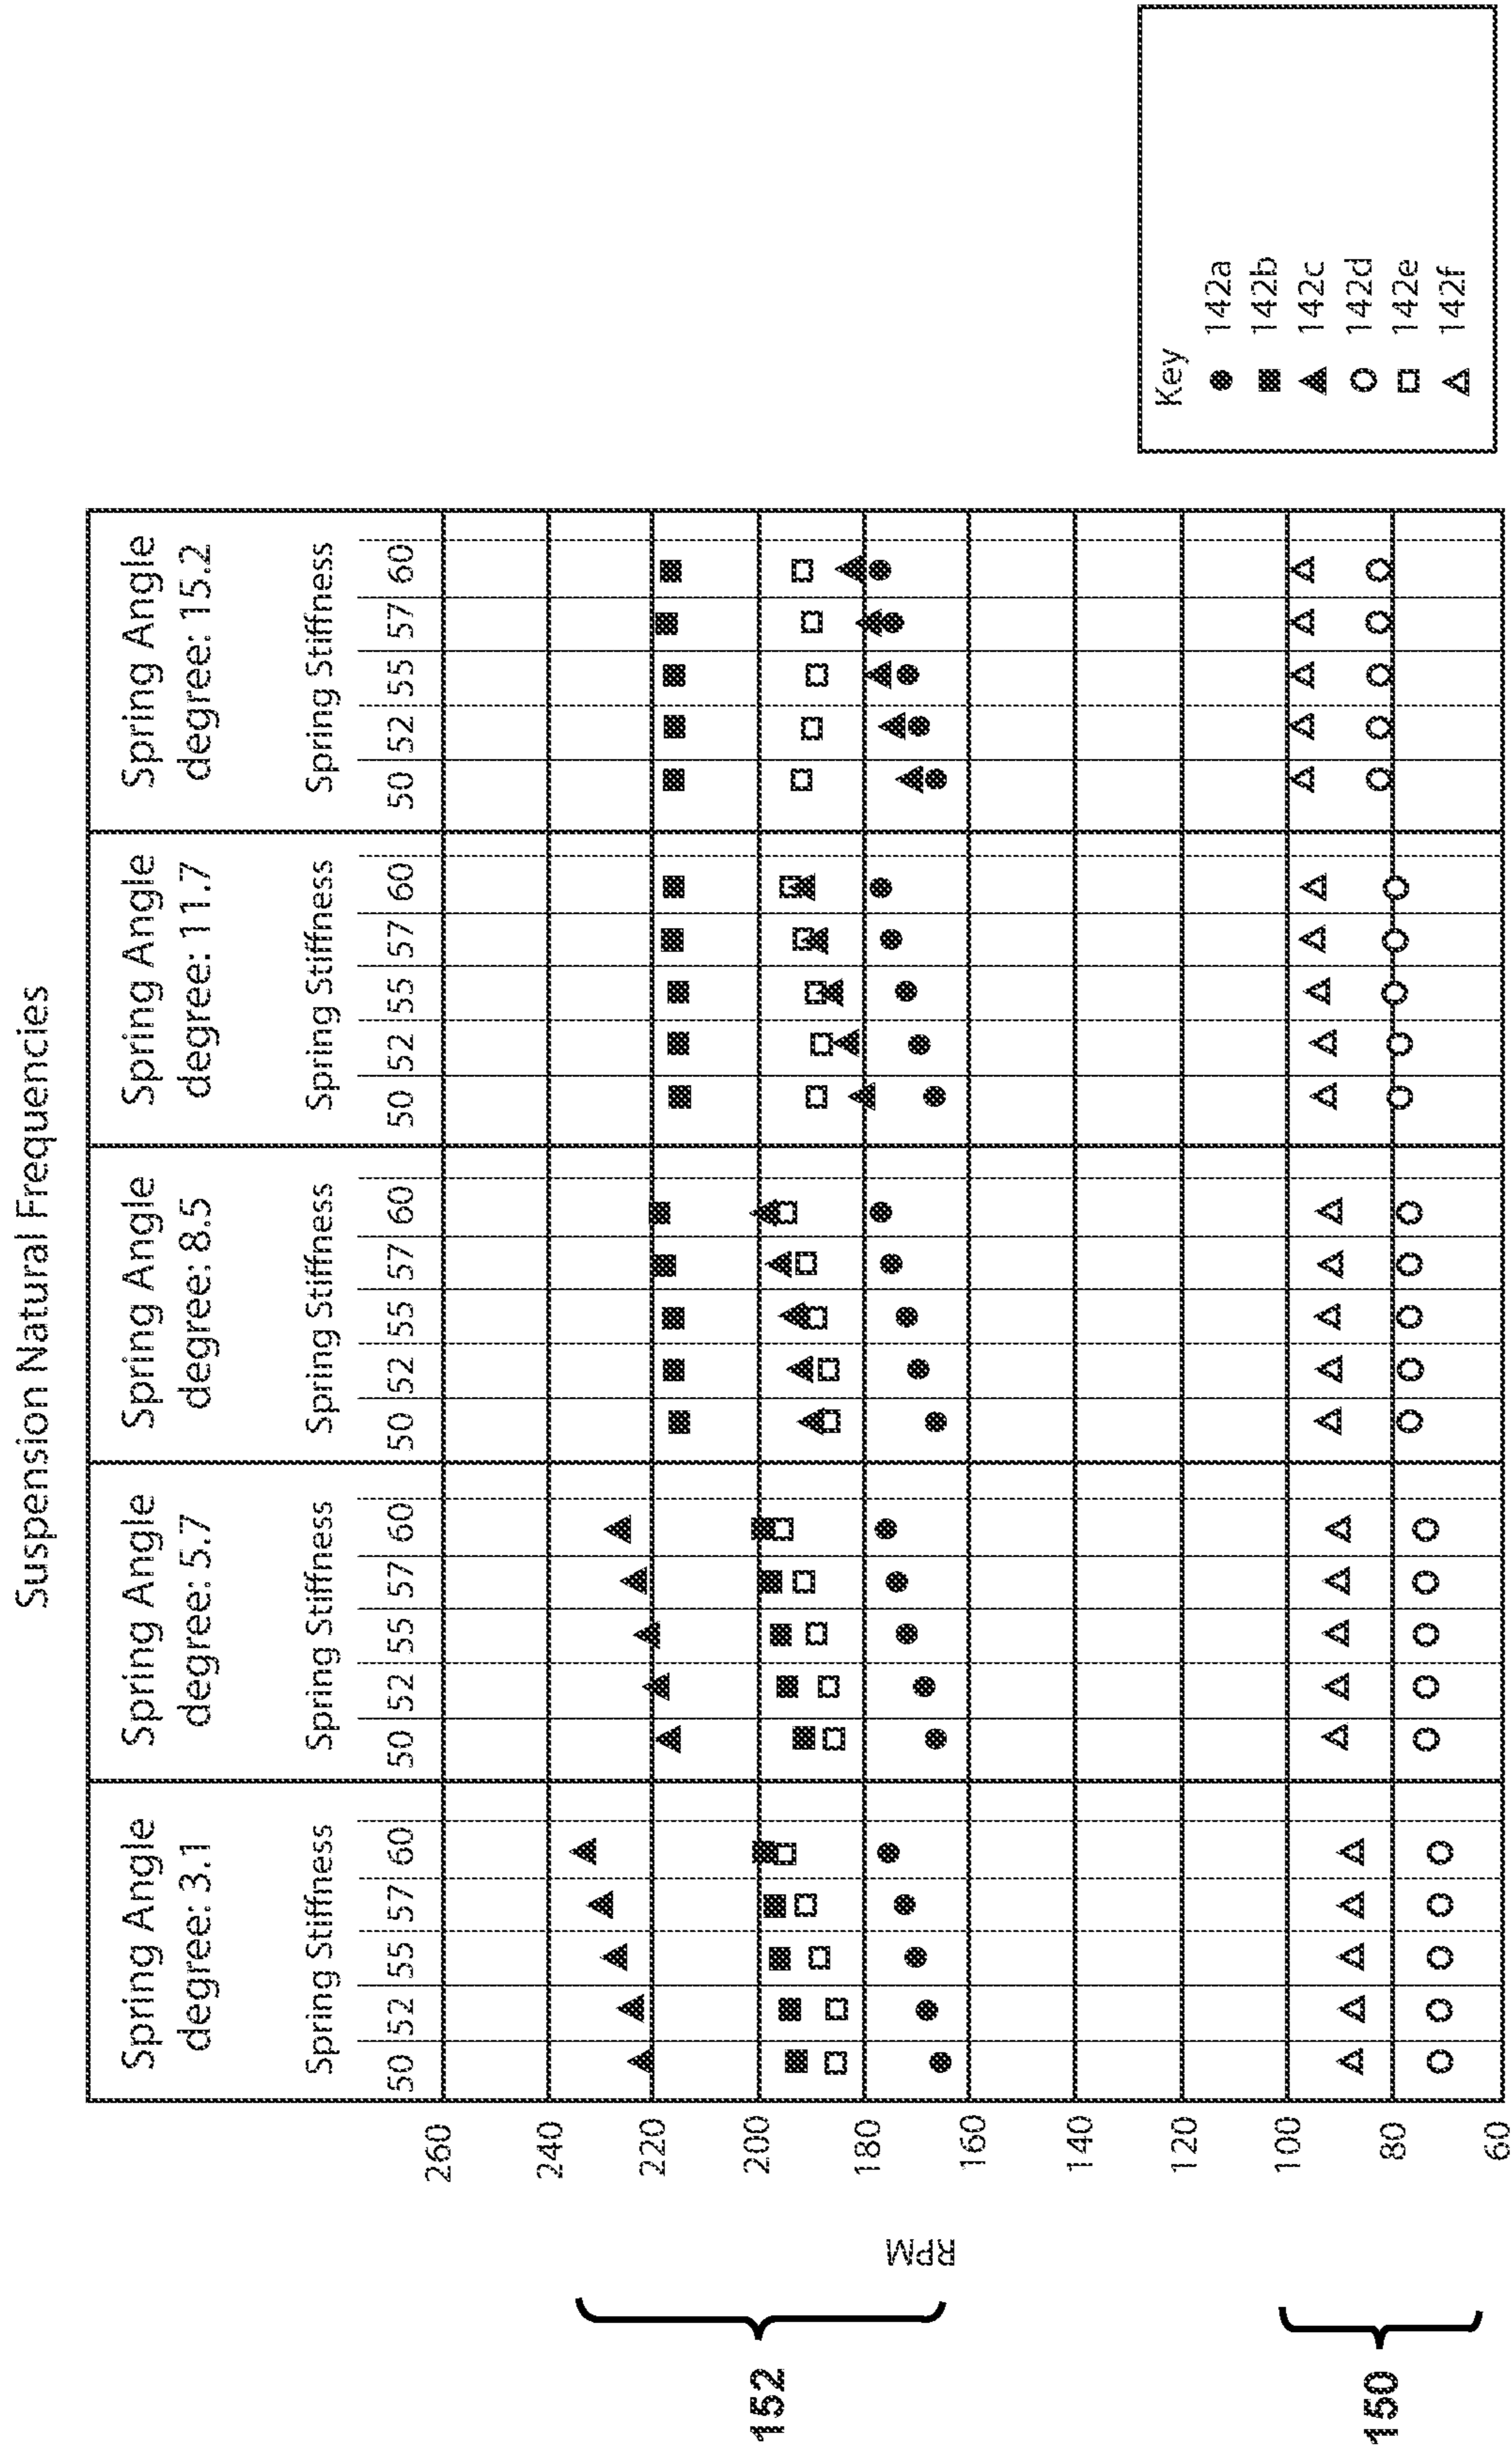 Suspension Natural Frequencies
Spring Angle degree: 3.1
Spring Angle degree: 5.7
Spring Angle degree: 8.5
Spring Angle degree: 11.7
Spring Angle degree: 15.2
Spring Stiffness
Spring Stiffness
Spring Stiffness
Spring Stiffness
Spring Stiffness
50 52 55 57 60
50 52 55 57 60
50 52 55 57 60
50 52 55 57 60
50 52 55 57 60
260
240
220
200
180
160
140
120
100
80
60
RPM
152
150
Key
142a
142b
142c
142d
142e
142f